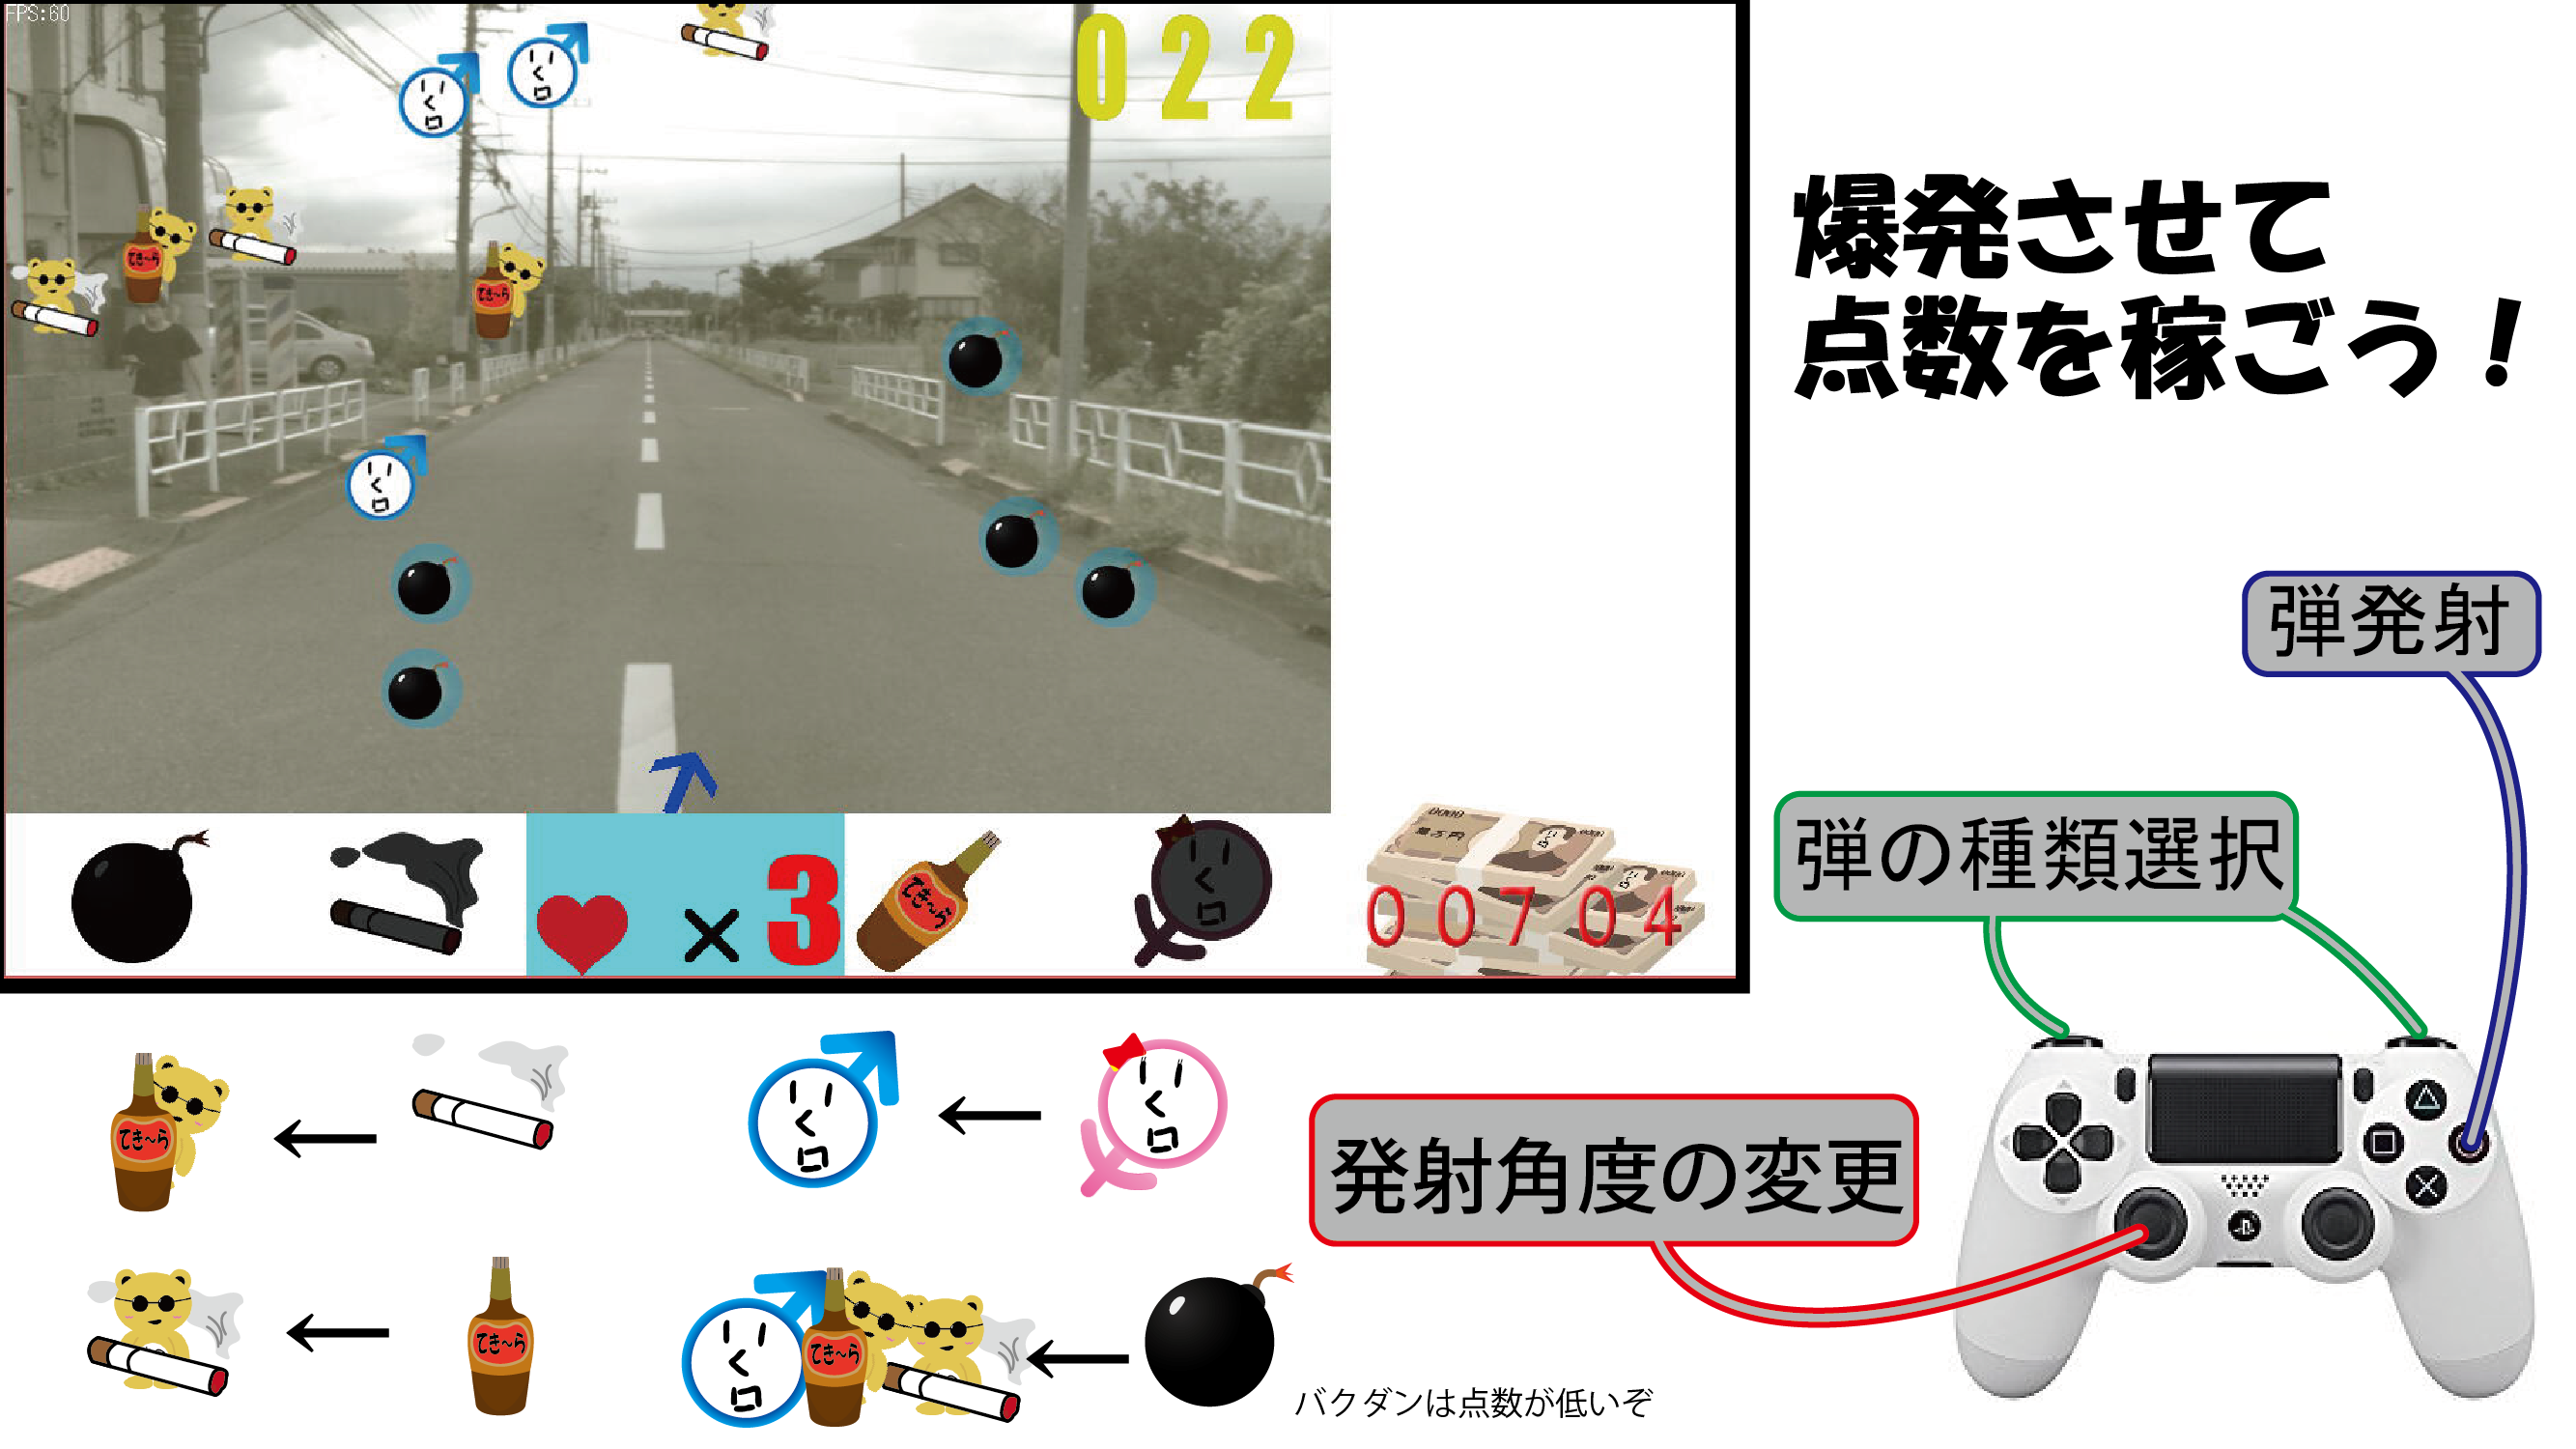 FPS:60
022
てき～ら
てき～ら
爆発させて
点数を稼ごう！
弾発射
弾の種類選択
×3
てき～ら
00704
発射角度の変更
てき～ら
てき～ら
てき～ら
バクダンは点数が低いぞ